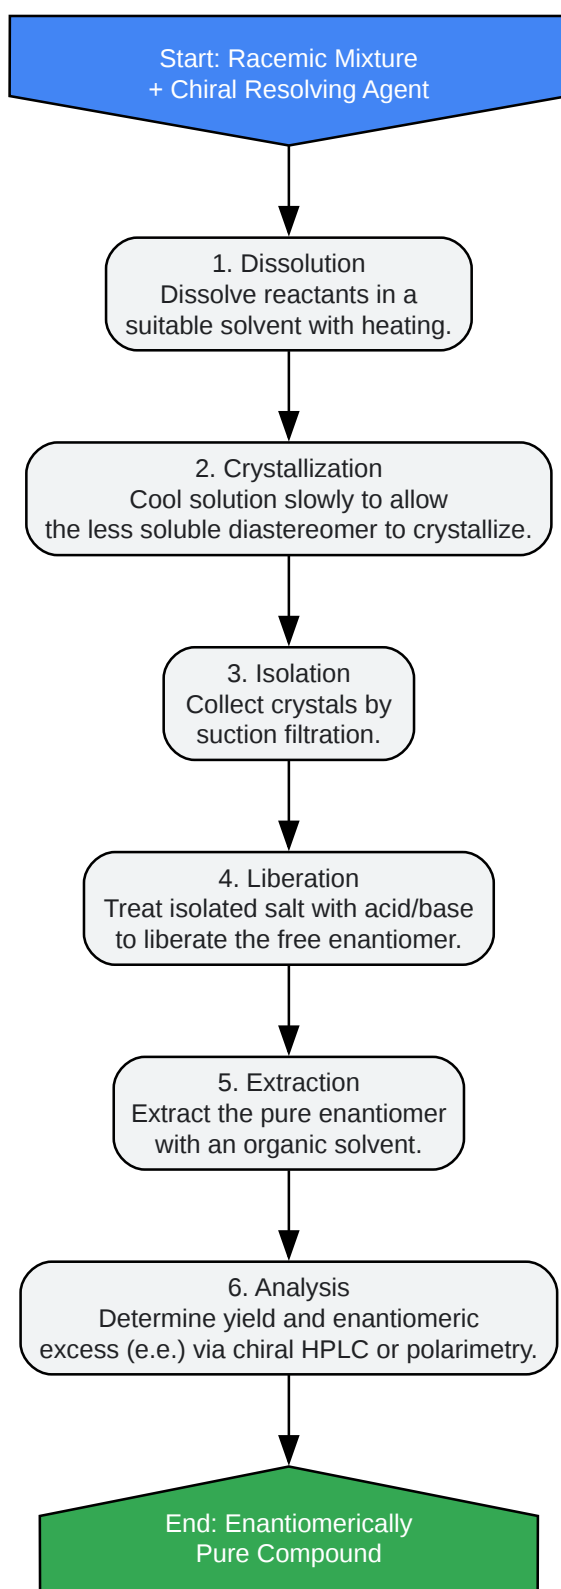 Start: Racemic Mixture
+ Chiral Resolving Agent
1. Dissolution
Dissolve reactants in a
suitable solvent with heating.
2. Crystallization
Cool solution slowly to allow
the less soluble diastereomer to crystallize.
3. Isolation
Collect crystals by
suction filtration.
4. Liberation
Treat isolated salt with acid/base
to liberate the free enantiomer.
5. Extraction
Extract the pure enantiomer
with an organic solvent.
6. Analysis
Determine yield and enantiomeric
excess (e.e.) via chiral HPLC or polarimetry.
End: Enantiomerically
Pure Compound